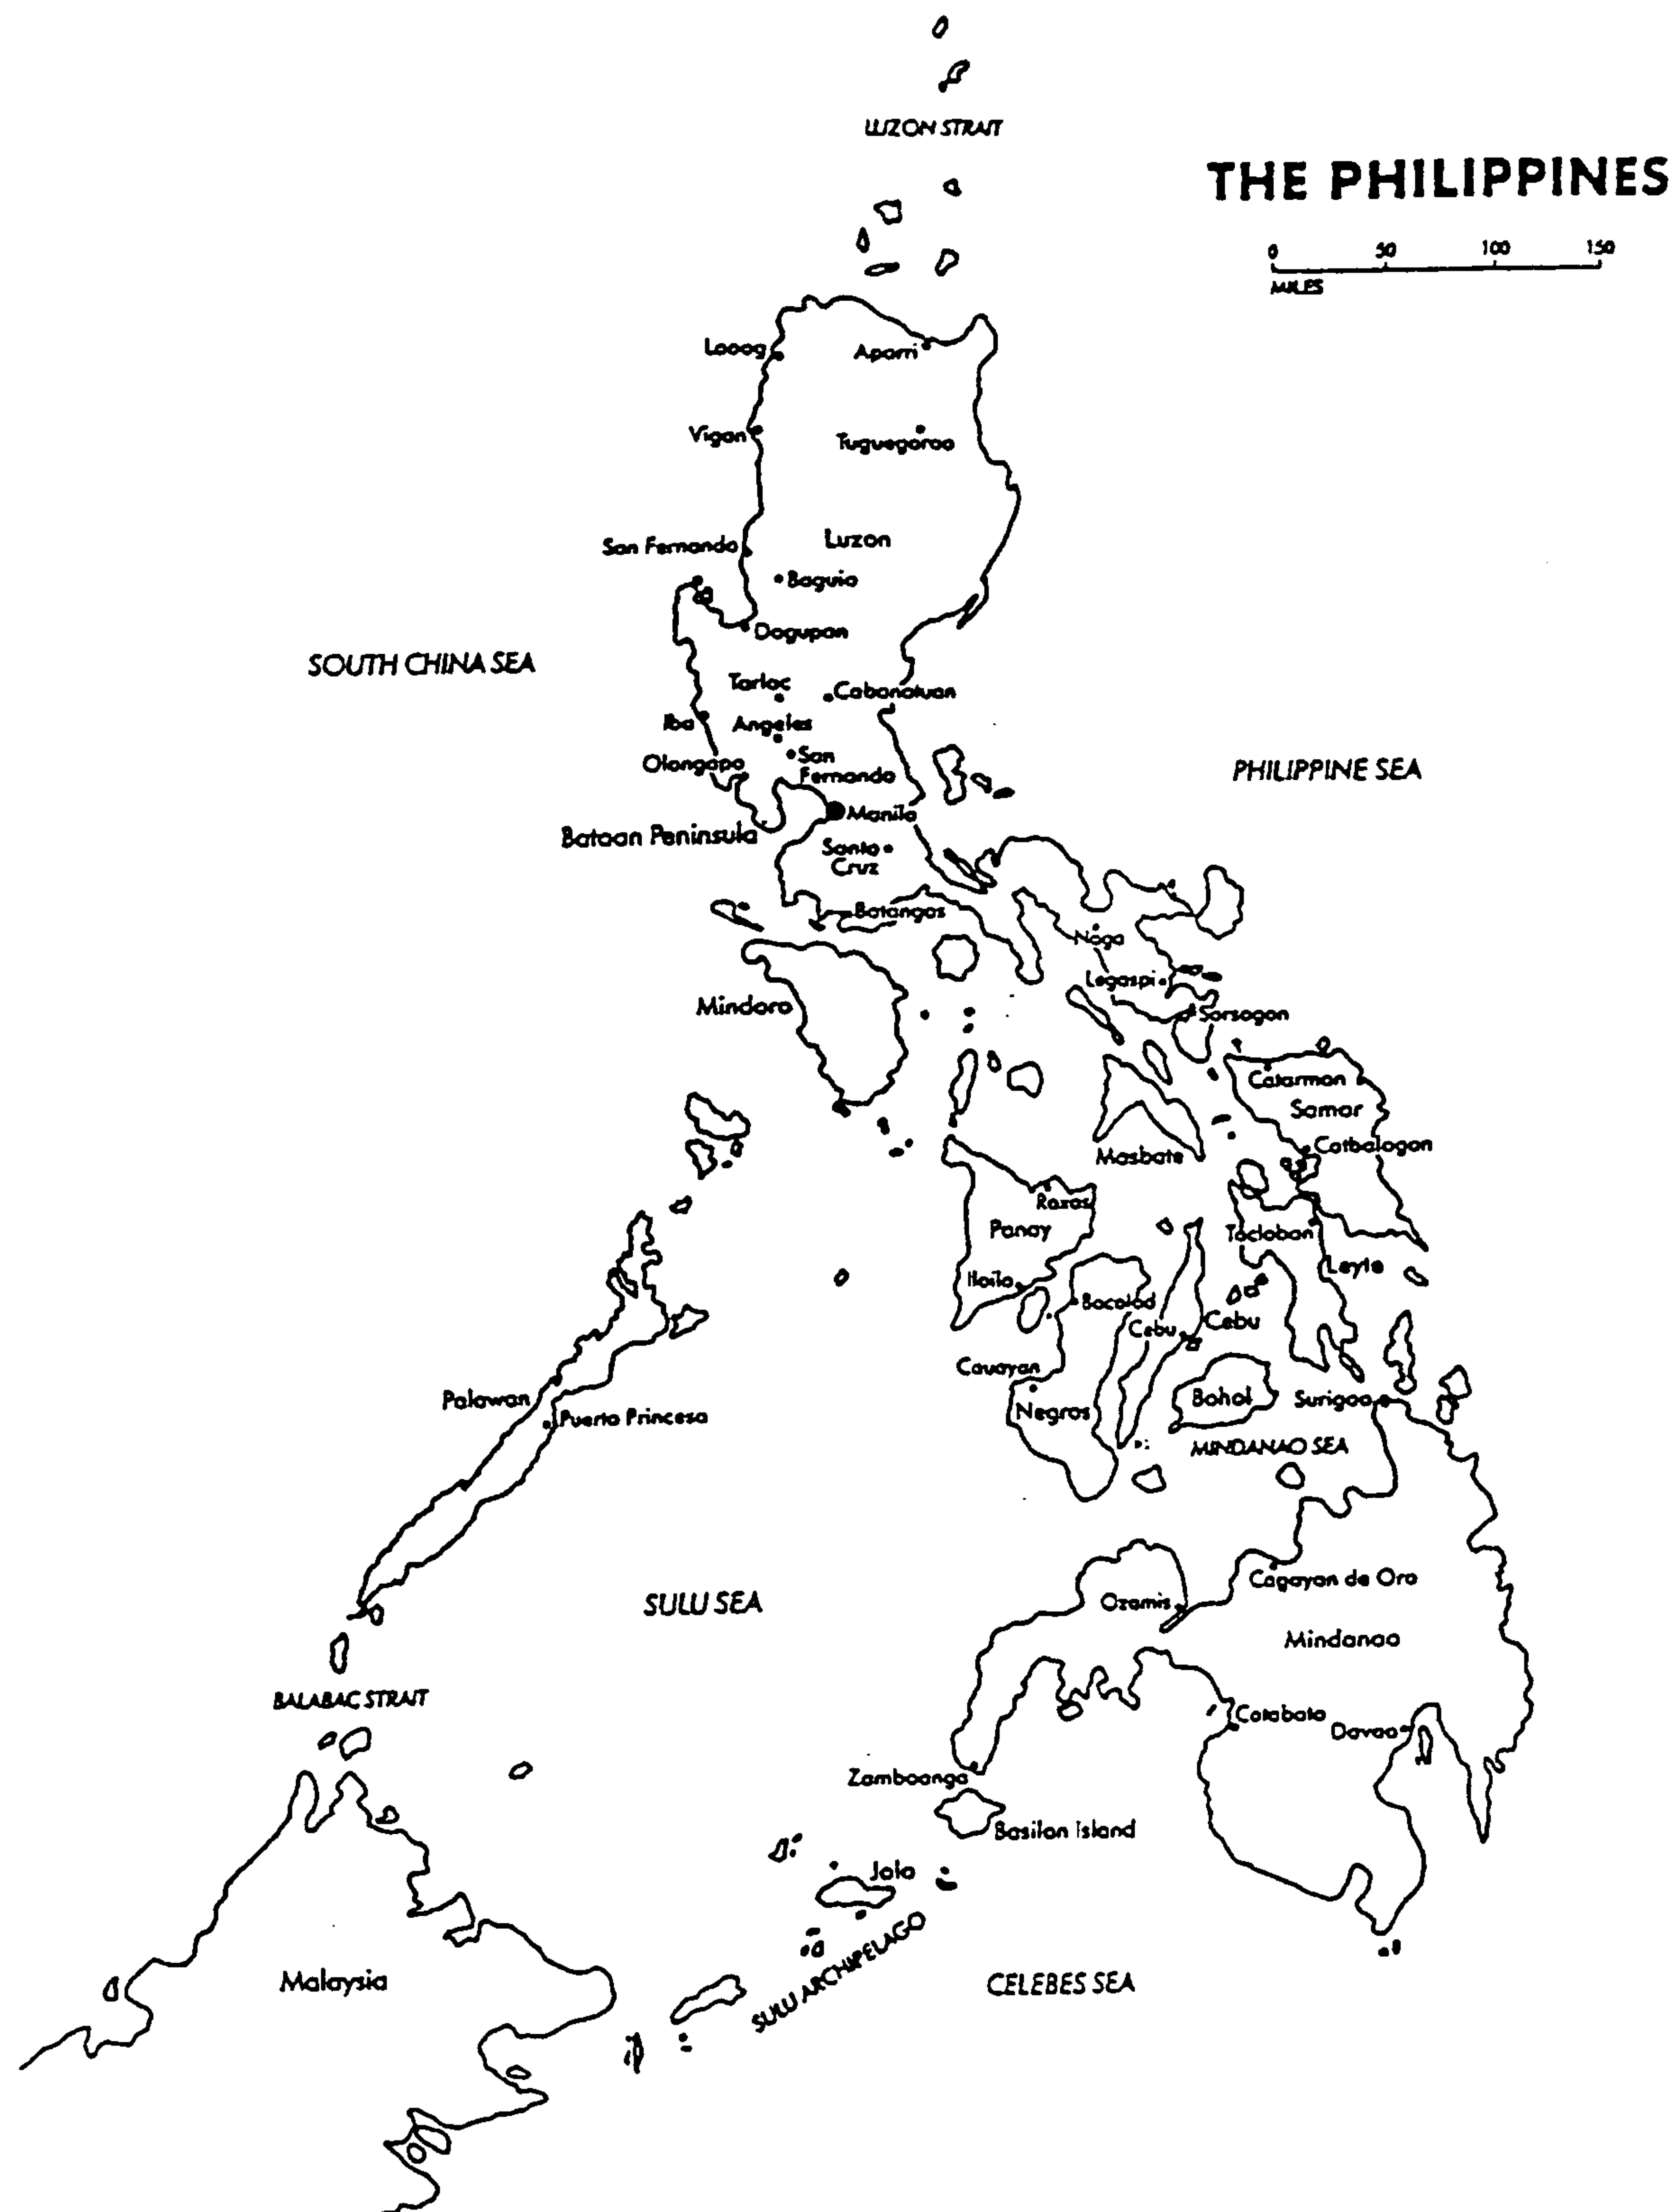 LUZON STRAIT
THE PHILIPPINES
0 50 100 150
MILES
Laoog
Aparri
Vigan
Tuguegarao
San Fernando
Luzon
Baguio
Dagupan
SOUTH CHINA SEA
Tarlac
Cabanatuan
Iba
Angeles
Olongapo
San
Fernando
PHILIPPINE SEA
Manila
Bataan Peninsula
Santa
Cruz
Batangas
Naga
Legaspi
Mindoro
Sorsogon
Catarman
Samar
Catbalogan
Masbate
Roxas
Panay
Tacloban
Leyte
Iloilo
Bacolod
Cebu
Cebu
Cauayan
Palawan
Negros
Bohol
Surigao
Puerto Princesa
MINDANAO SEA
Cagayan de Oro
SULU SEA
Ozamis
Mindanao
BALABAC STRAIT
Cotabato
Davao
Zamboanga
Basilan Island
Jolo
SULU ARCHIPELAGO
Malaysia
CELEBES SEA